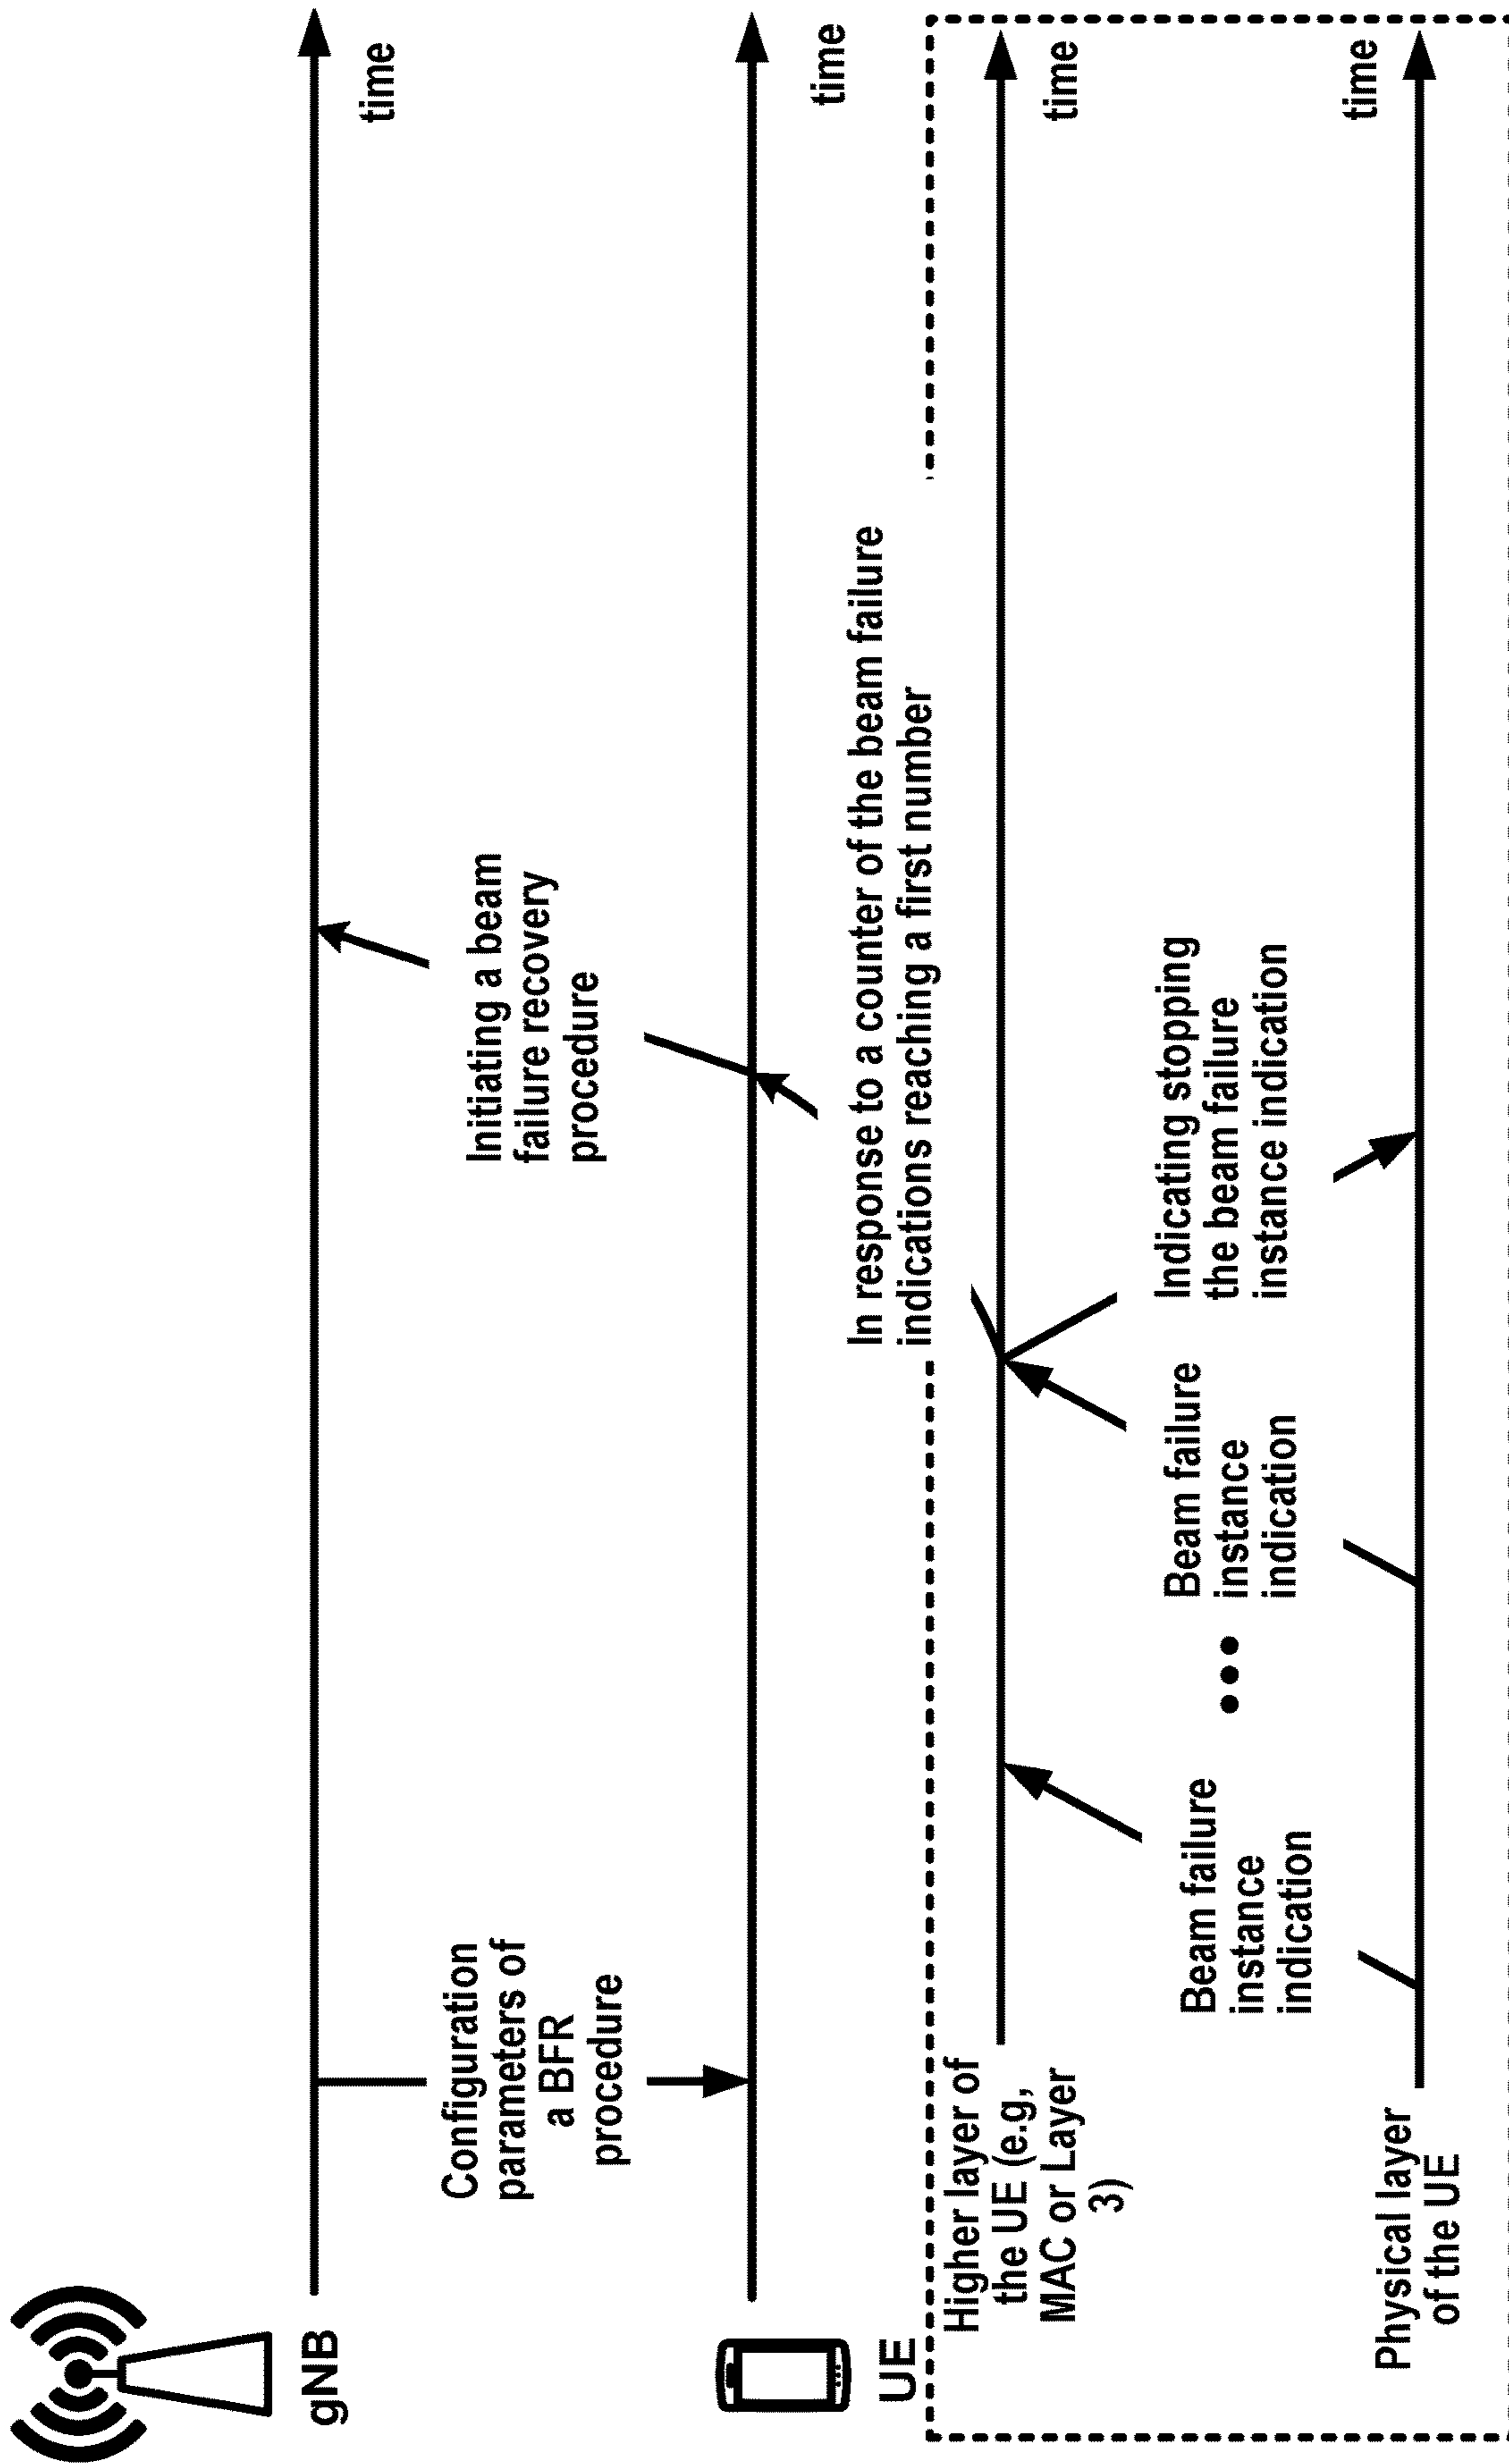 gNB
time
Configuration
parameters of
a BFR
procedure
Initiating a beam
failure recovery
procedure
UE
time
In response to a counter of the beam failure
indications reaching a first number
Higher layer of
the UE (e.g,
MAC or Layer
3)
time
Beam failure
instance
indication
Beam failure
instance
indication
Indicating stopping
the beam failure
instance indication
Physical layer
of the UE
time